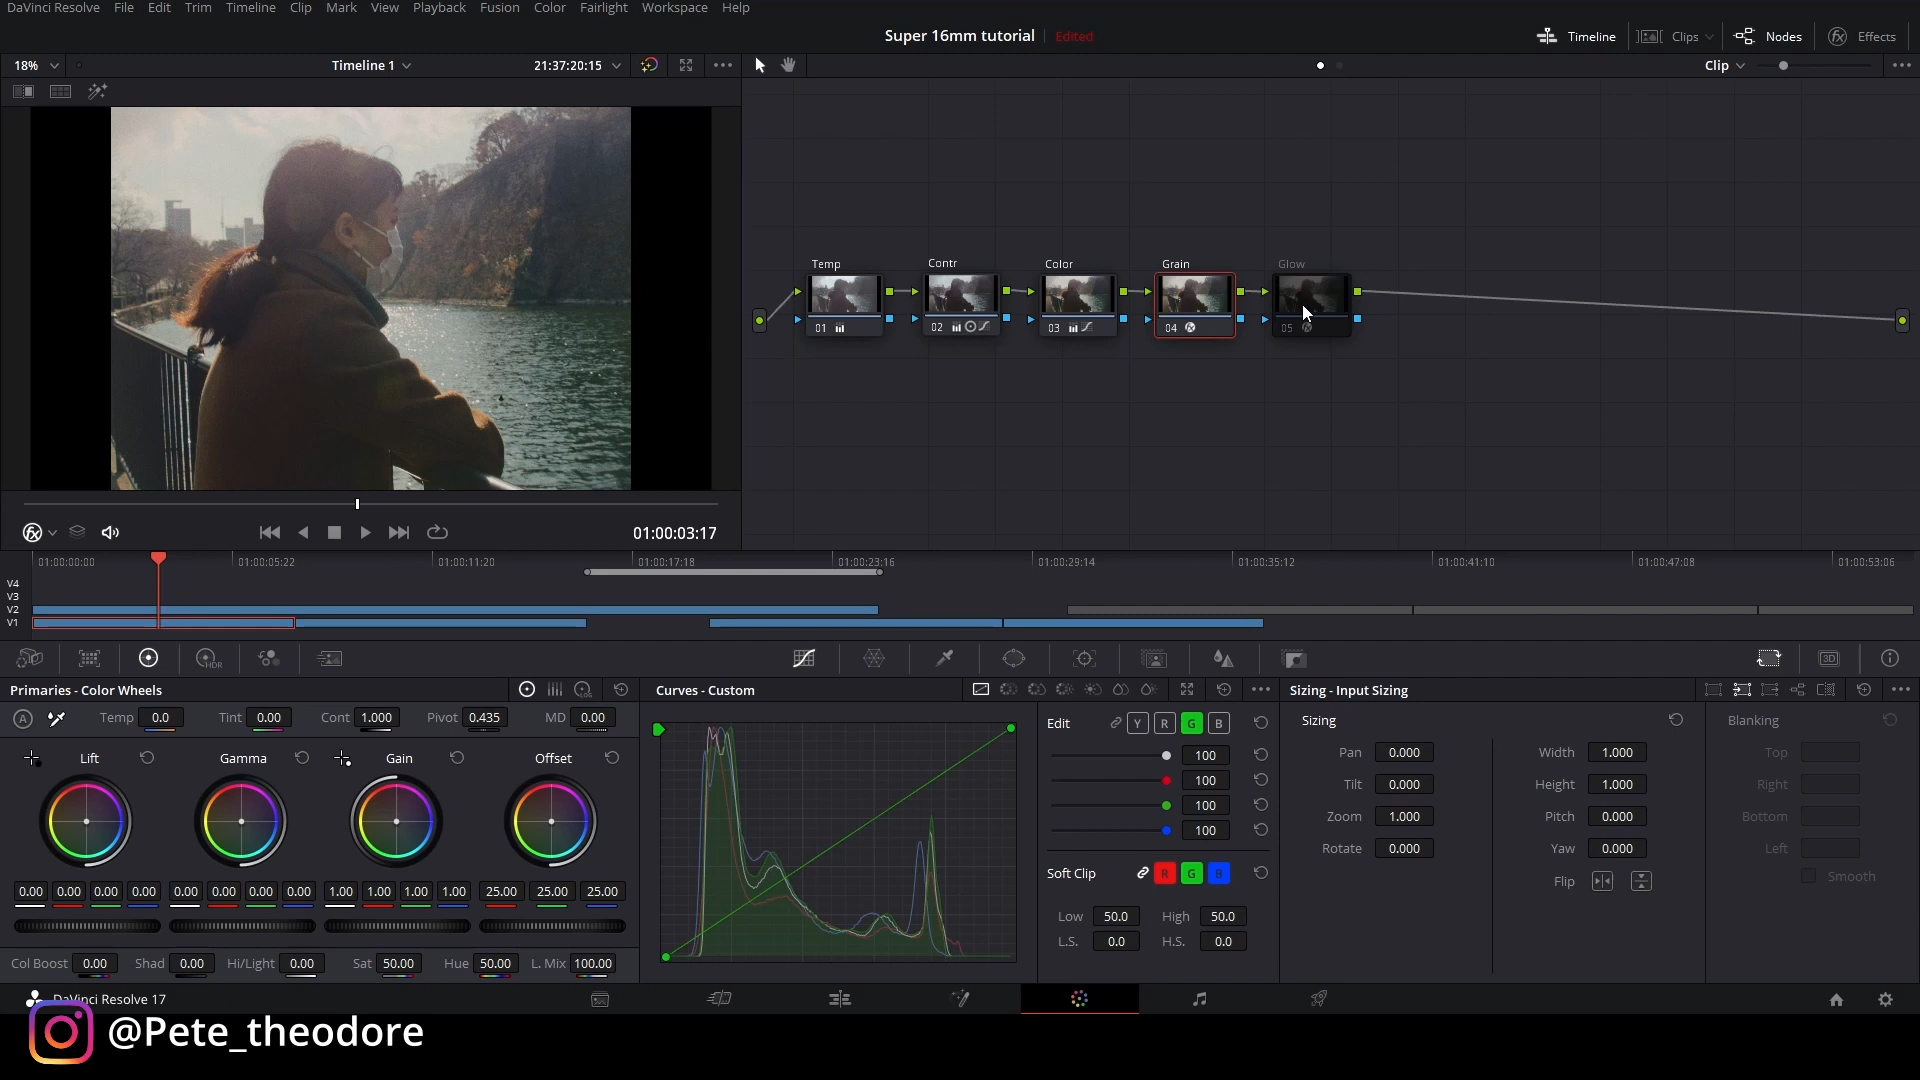 DaVinci Resolve File Edit Trim Timeline Clip Mark View Playback Fusion Color Fairlight Workspace Help
Super 16mm tutorial Edited
Timeline Clips Nodes Effects
18% Timeline 1 21:37:20:15 Clip
Temp Contr Color Grain Glow
01 02 03 04 05
01:00:03:17
01:00:00:00 01:00:05:22 01:00:11:20 01:00:17:18 01:00:23:16 01:00:29:14 01:00:35:12 01:00:41:10 01:00:47:08 01:00:53:06
V4
V3
V2
V1
HDR
3D
Primaries - Color Wheels
LOG
A Temp 0.0 Tint 0.00 Cont 1.000 Pivot 0.435 MD 0.00
Lift Gamma Gain Offset
0.00 0.00 0.00 0.00 0.00 0.00 0.00 0.00 1.00 1.00 1.00 1.00 25.00 25.00 25.00
Col Boost 0.00 Shad 0.00 Hi/Light 0.00 Sat 50.00 Hue 50.00 L. Mix 100.00
Curves - Custom
Edit Y R G B
100
100
100
100
Soft Clip R G B
Low 50.0 High 50.0
L.S. 0.0 H.S. 0.0
Sizing - Input Sizing
Sizing Blanking
Pan 0.000 Width 1.000 Top
Tilt 0.000 Height 1.000 Right
Zoom 1.000 Pitch 0.000 Bottom
Rotate 0.000 Yaw 0.000 Left
Flip Smooth
DaVinci Resolve 17
@Pete_theodore